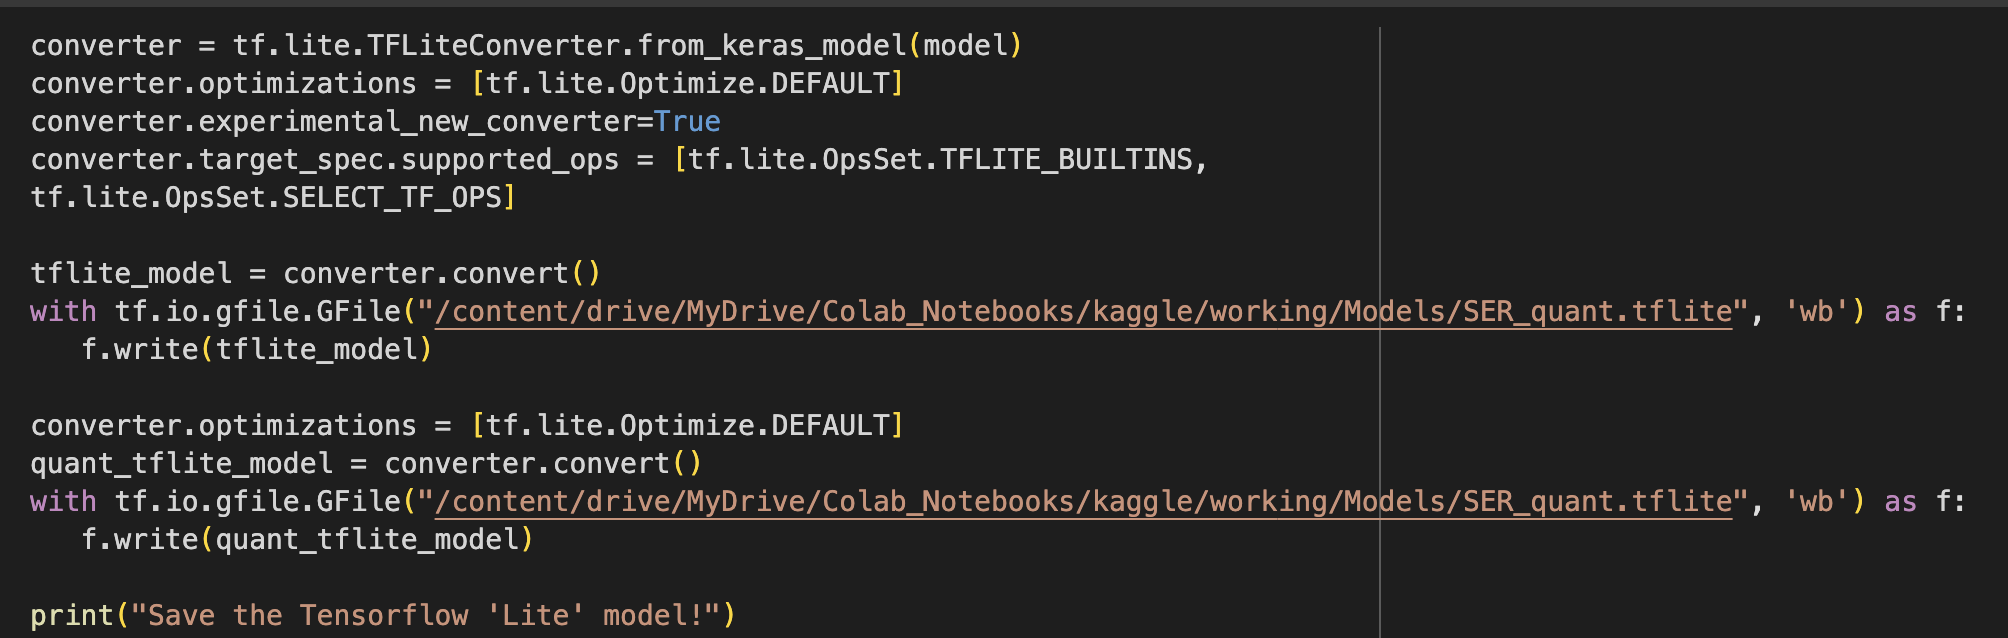 converter = tf.lite.TFLiteConverter.from_keras_model(model)
converter.optimizations = [tf.lite.Optimize.DEFAULT]
converter.experimental_new_converter=True
converter.target_spec.supported_ops = [tf.lite.OpsSet.TFLITE_BUILTINS,
tf.lite.OpsSet.SELECT_TF_OPS]

tflite_model = converter.convert()
with tf.io.gfile.GFile("/content/drive/MyDrive/Colab_Notebooks/kaggle/working/Models/SER_quant.tflite", 'wb') as f:
   f.write(tflite_model)

converter.optimizations = [tf.lite.Optimize.DEFAULT]
quant_tflite_model = converter.convert()
with tf.io.gfile.GFile("/content/drive/MyDrive/Colab_Notebooks/kaggle/working/Models/SER_quant.tflite", 'wb') as f:
   f.write(quant_tflite_model)

print("Save the Tensorflow 'Lite' model!")